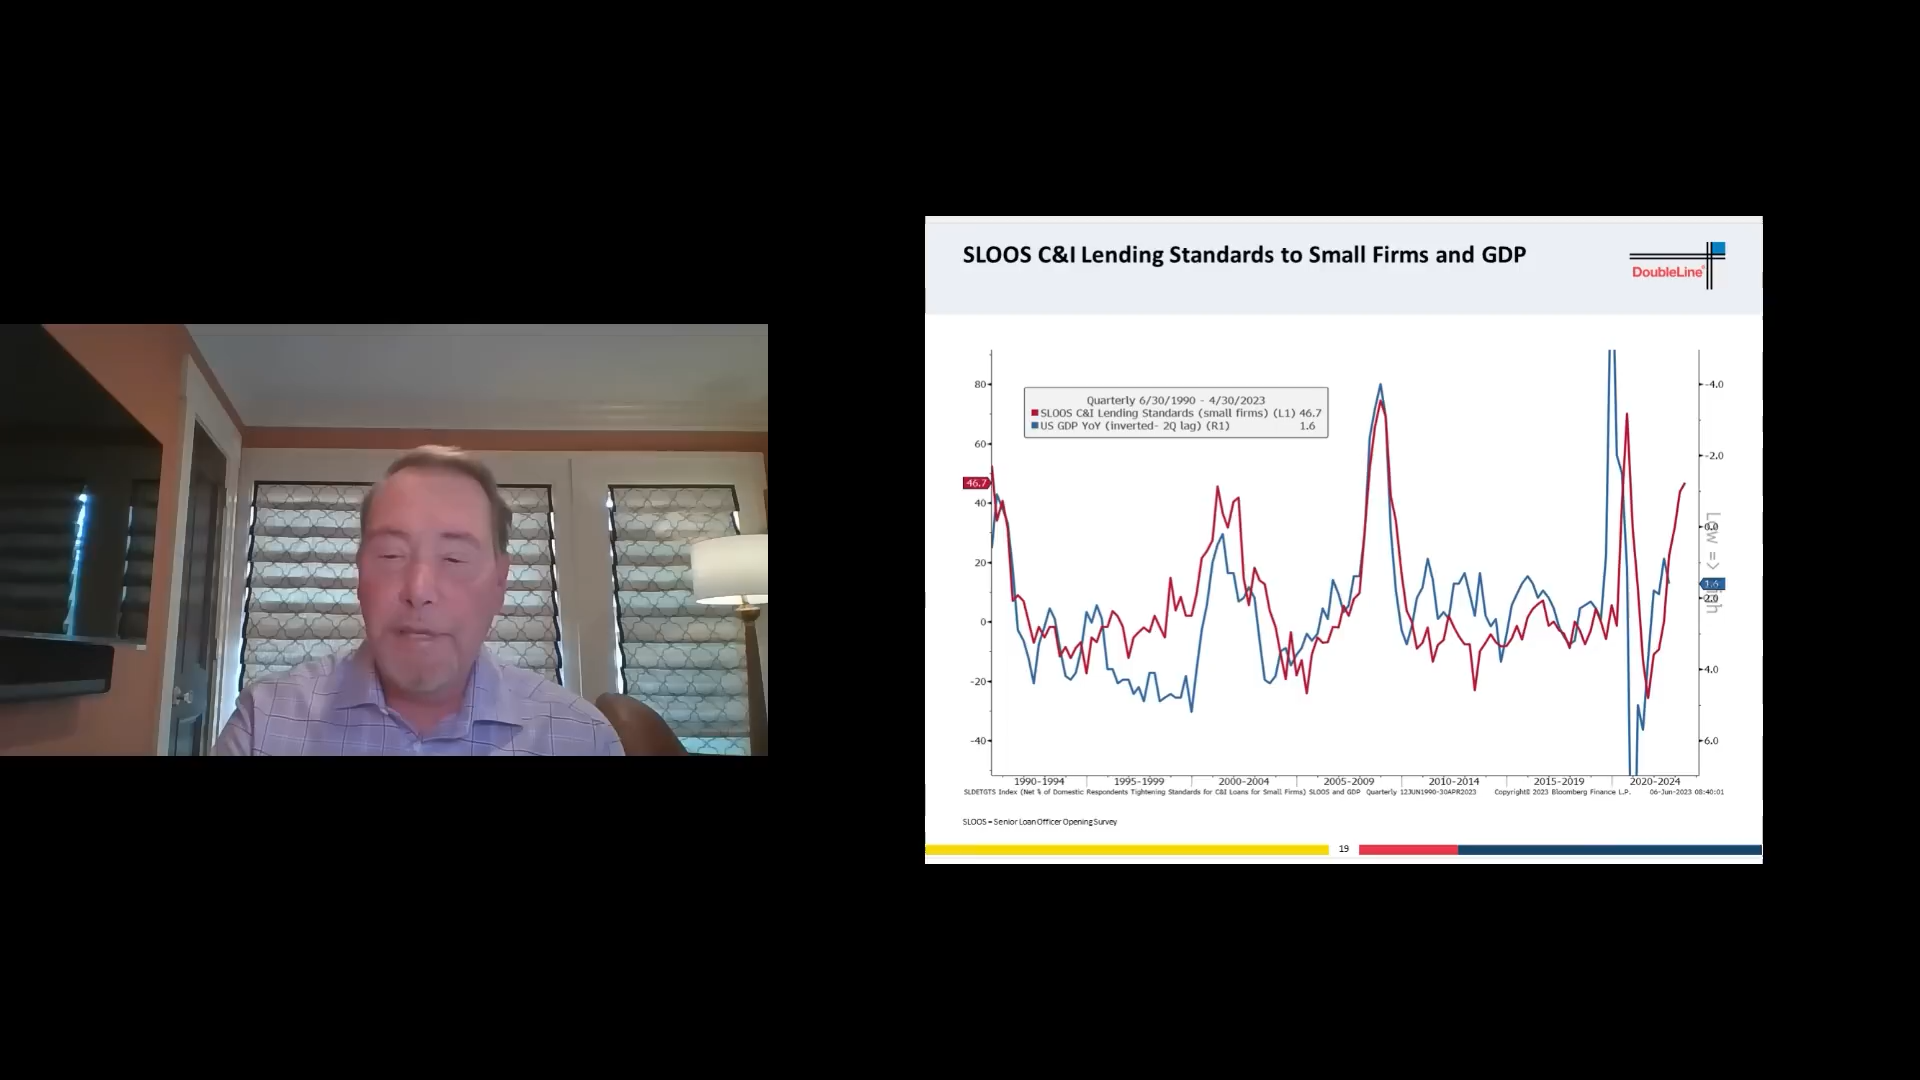 SLOOS C&I Lending Standards to Small Firms and GDP
DoubleLine®
Quarterly 6/30/1990 - 4/30/2023
SLOOS C&I Lending Standards (small firms) (L1) 46.7
US GDP YoY (inverted- 2Q lag) (R1) 1.6
80
60
46.7
40
20
0
-20
-40
-4.0
-2.0
0.0
1.6
2.0
4.0
6.0
1990-1994 1995-1999 2000-2004 2005-2009 2010-2014 2015-2019 2020-2024
SLDETGTS Index (Net % of Domestic Respondents Tightening Standards for C&I Loans for Small Firms) SLOOS and GDP Quarterly 12JUN1990-30APR2023 Copyright© 2023 Bloomberg Finance L.P. 06-Jun-2023 08:40:01
SLOOS = Senior Loan Officer Opening Survey
19